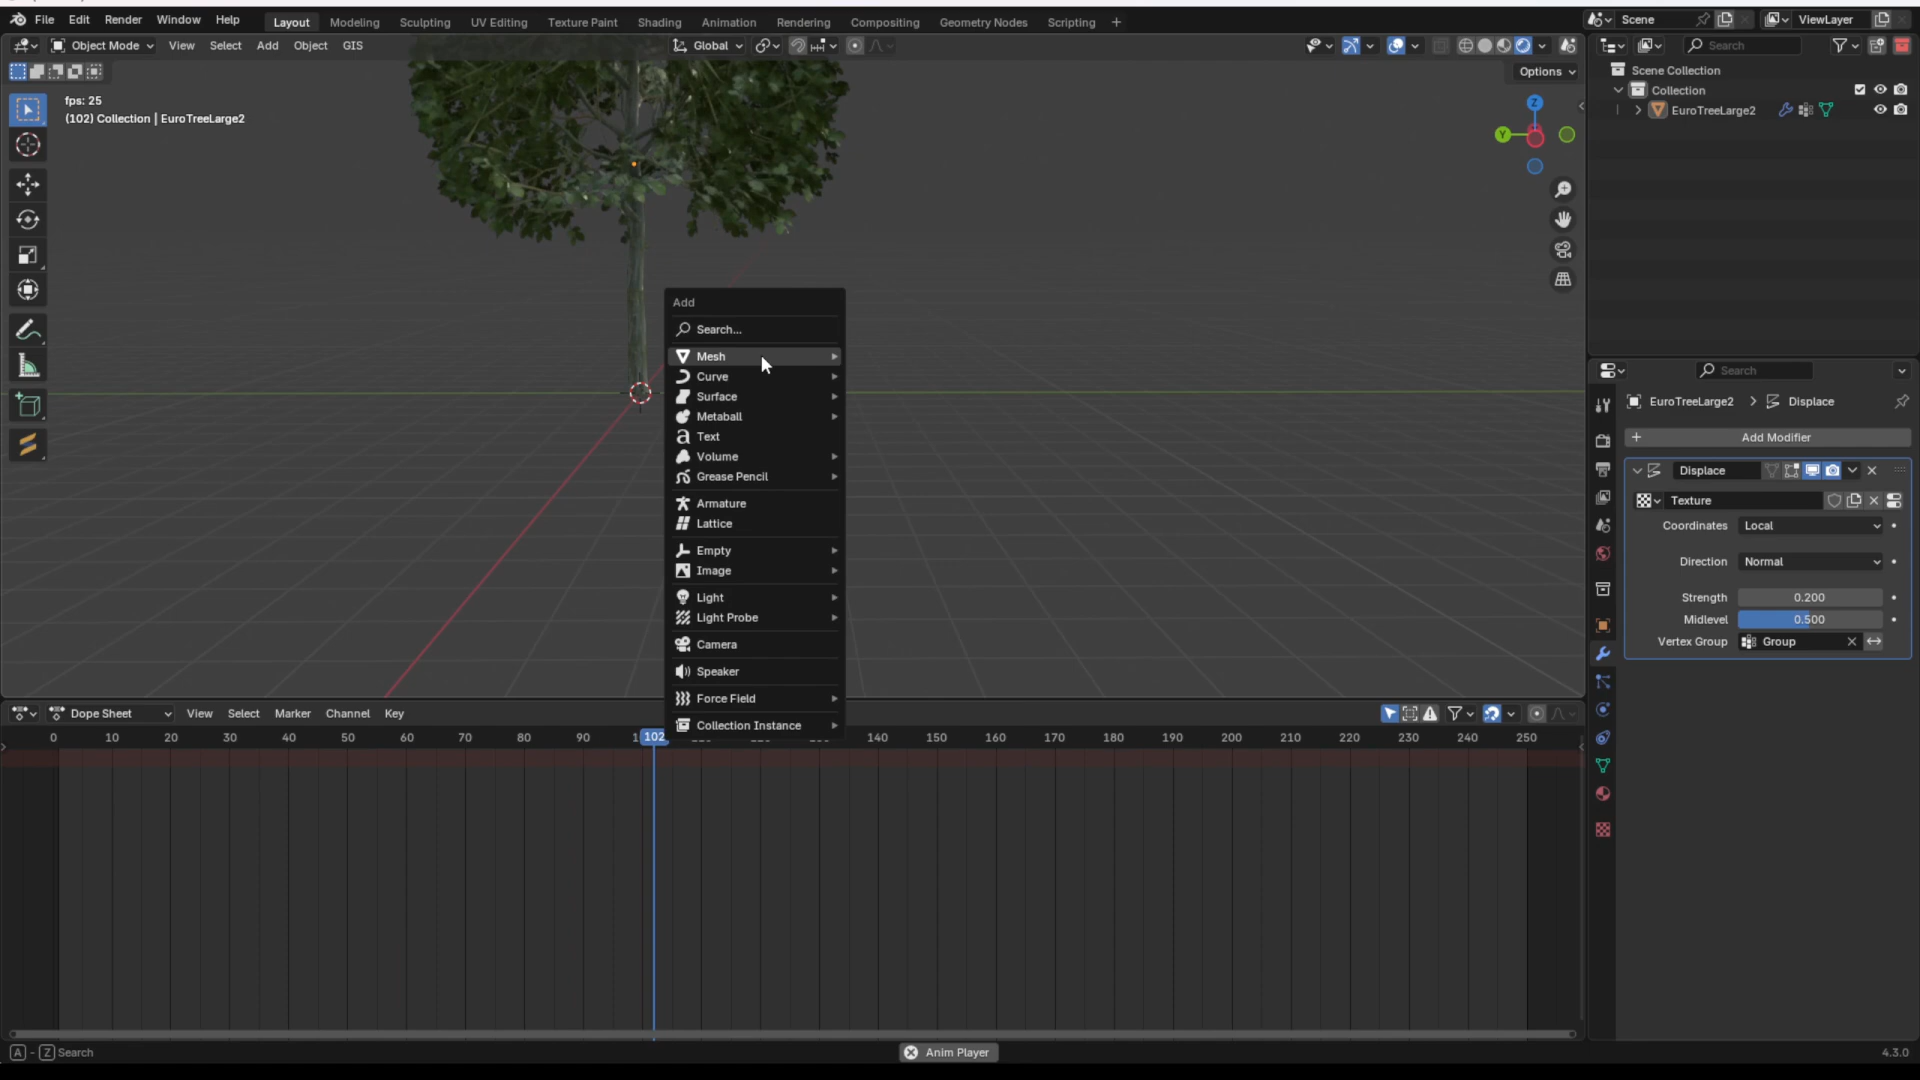 File Edit Render Window Help Layout Modeling Sculpting UV Editing Texture Paint Shading Animation Rendering Compositing Geometry Nodes Scripting + Scene ViewLayer
Object Mode View Select Add Object GIS Global Search
Options
fps: 25
(102) Collection | EuroTreeLarge2
Z
Y
Scene Collection
Collection
EuroTreeLarge2
Add
Search...
Mesh
Curve
Surface
Metaball
Text
Volume
Grease Pencil
Armature
Lattice
Empty
Image
Light
Light Probe
Camera
Speaker
Force Field
Collection Instance
Search
EuroTreeLarge2 > Displace
+ Add Modifier
Displace
Texture
Coordinates Local
Direction Normal
Strength 0.200
Midlevel 0.500
Vertex Group Group
Dope Sheet View Select Marker Channel Key
0 10 20 30 40 50 60 70 80 90 102 140 150 160 170 180 190 200 210 220 230 240 250
A - Z Search Anim Player 4.3.0